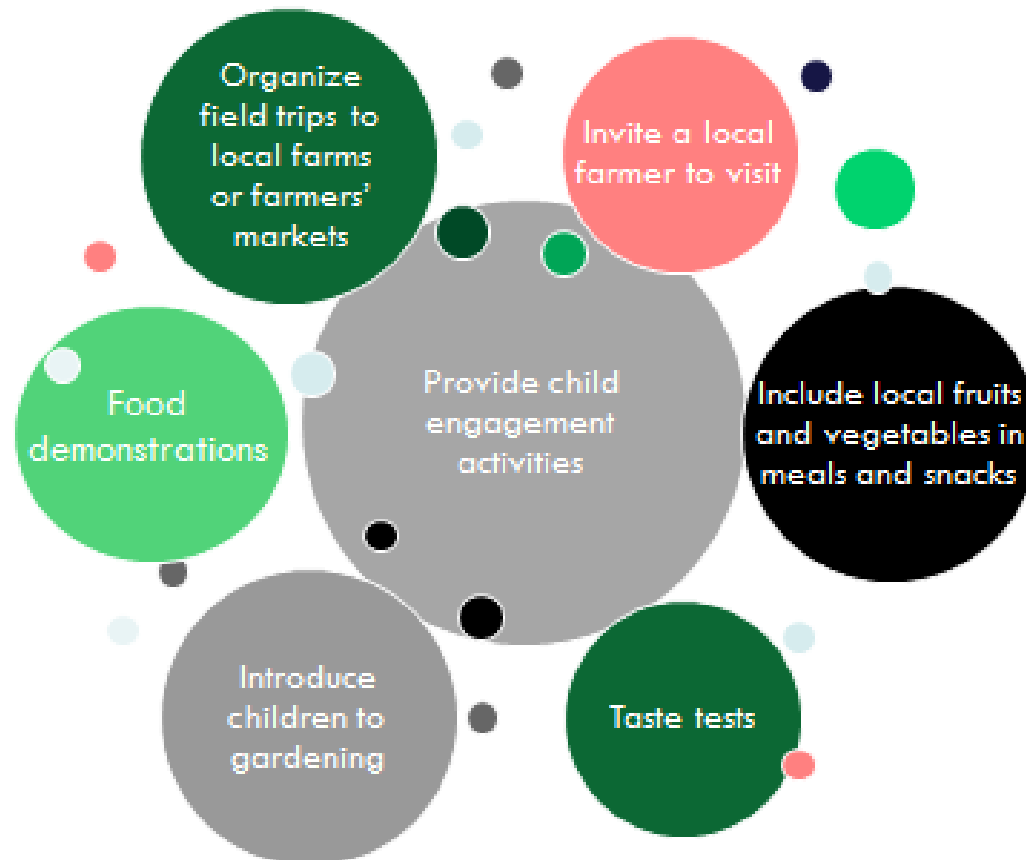 Organize
field trips to
local farms
or farmers'
markets
Invite a local
farmer to visit
Provide child
engagement
activities
Include local fruits
and vegetables in
meals and snacks
Food
demonstrations
Introduce
children to
gardening
Taste tests